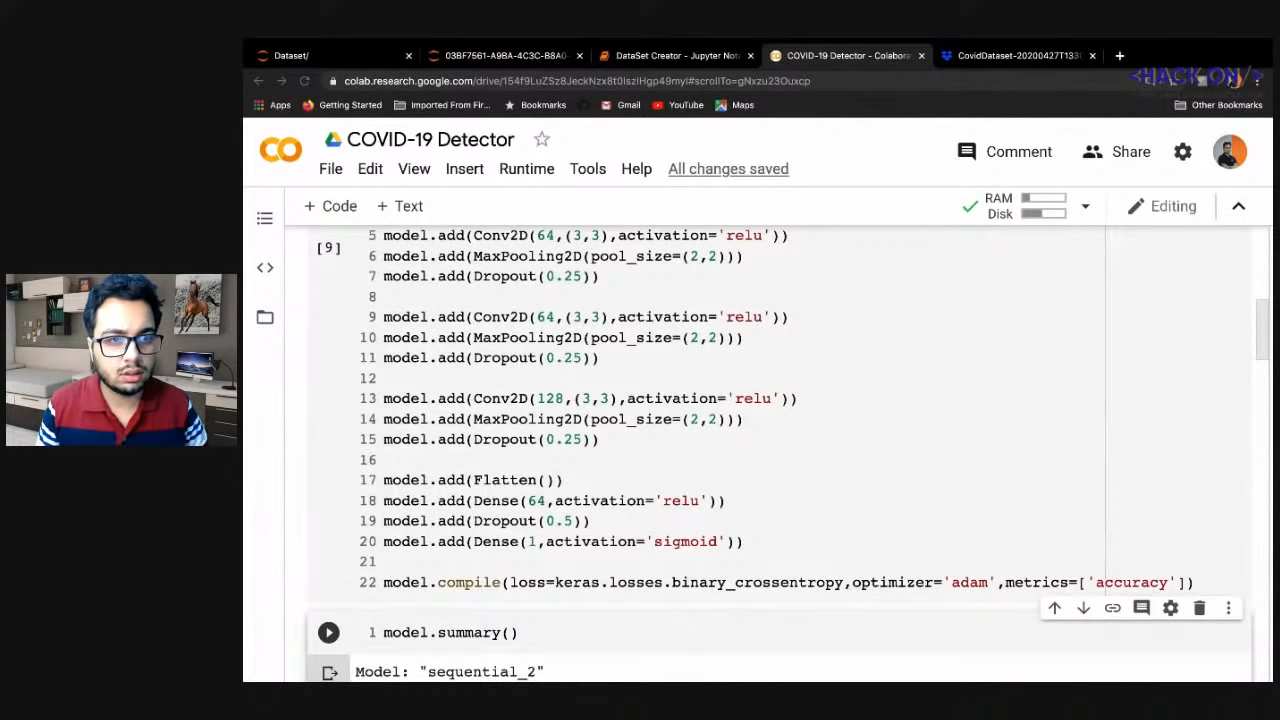 Dataset/
03BF7561-A9BA-4C3C-B8A0-
DataSet Creator - Jupyter Not
COVID-19 Detector - Colabora
CovidDataset-20200427T133
<HACK ON/>
colab.research.google.com/drive/154f9LuZSz8JeckNzx8t0IszIHgp49myI#scrollTo=gNxzu23Ouxcp
Apps
Getting Started
Imported From Fir...
Bookmarks
Gmail
YouTube
Maps
Other Bookmarks
COVID-19 Detector
Comment
Share
File Edit View Insert Runtime Tools Help All changes saved
+ Code + Text
RAM
Disk
Editing
[9]
5 model.add(Conv2D(64,(3,3),activation='relu'))
6 model.add(MaxPooling2D(pool_size=(2,2)))
7 model.add(Dropout(0.25))
8
9 model.add(Conv2D(64,(3,3),activation='relu'))
10 model.add(MaxPooling2D(pool_size=(2,2)))
11 model.add(Dropout(0.25))
12
13 model.add(Conv2D(128,(3,3),activation='relu'))
14 model.add(MaxPooling2D(pool_size=(2,2)))
15 model.add(Dropout(0.25))
16
17 model.add(Flatten())
18 model.add(Dense(64,activation='relu'))
19 model.add(Dropout(0.5))
20 model.add(Dense(1,activation='sigmoid'))
21
22 model.compile(loss=keras.losses.binary_crossentropy,optimizer='adam',metrics=['accuracy'])
1 model.summary()
Model: "sequential_2"